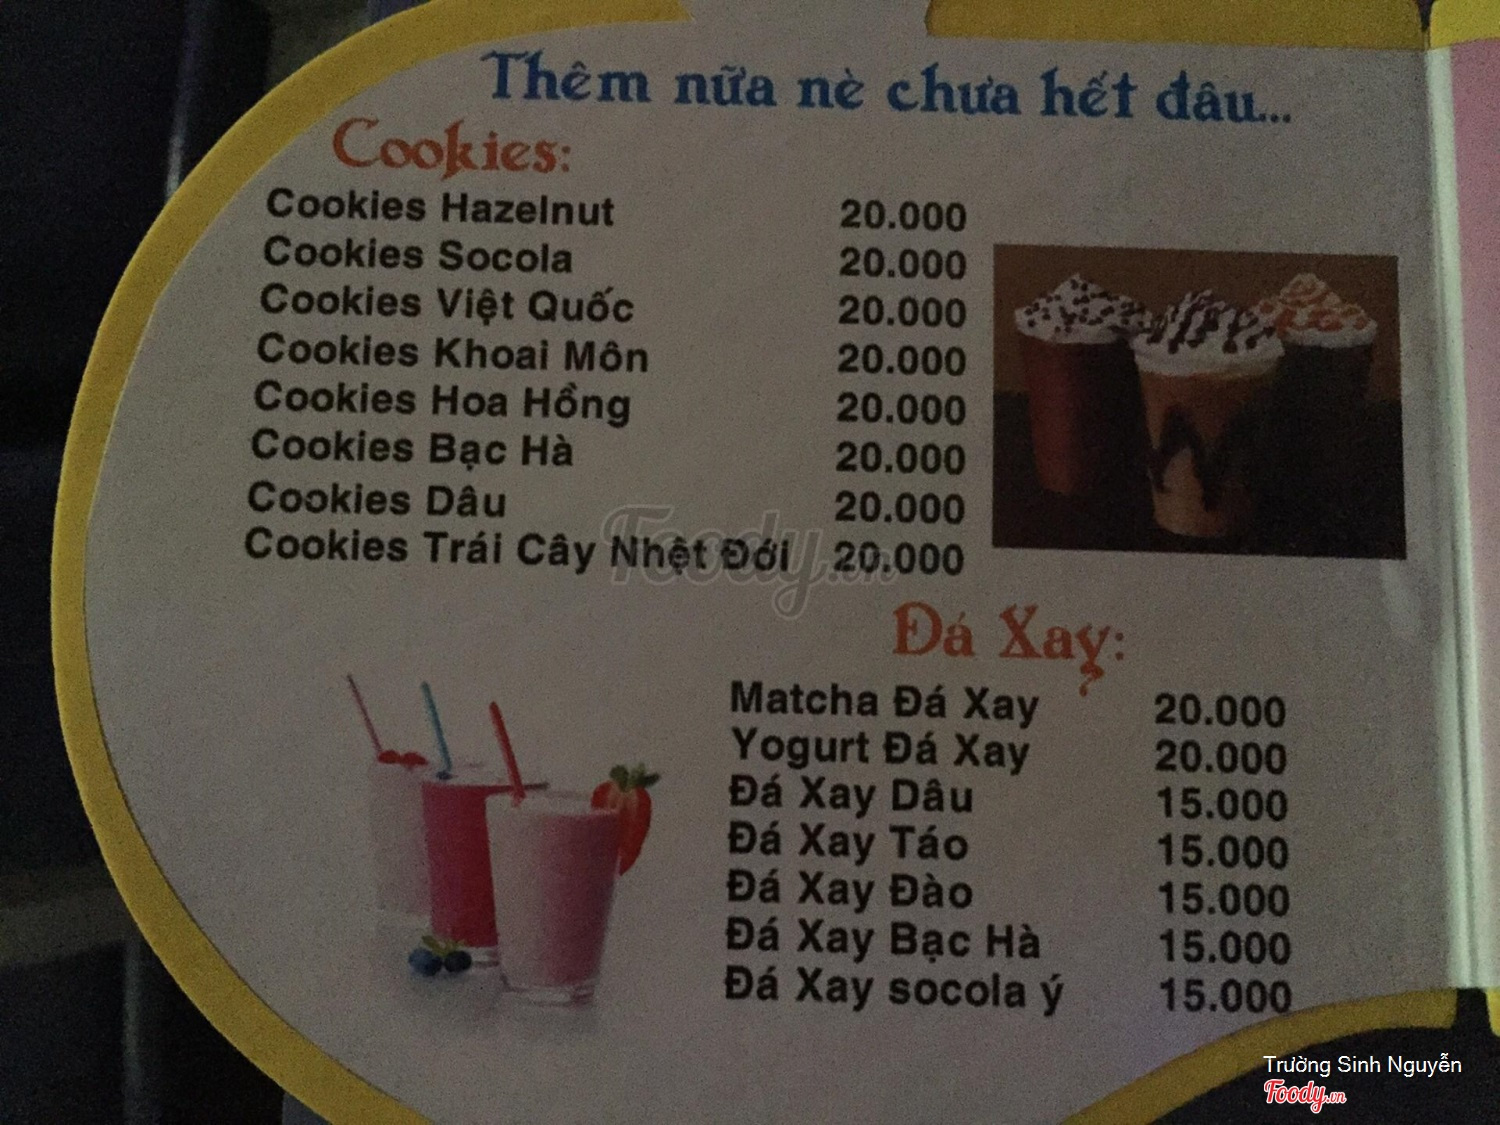 Thêm nữa nè chưa hết đâu...
Cookies:
Cookies Hazelnut 20.000
Cookies Socola 20.000
Cookies Việt Quốc 20.000
Cookies Khoai Môn 20.000
Cookies Hoa Hồng 20.000
Cookies Bạc Hà 20.000
Cookies Dâu 20.000
Cookies Trái Cây Nhệt Đới 20.000
Foody.vn
Đá Xay:
Matcha Đá Xay 20.000
Yogurt Đá Xay 20.000
Đá Xay Dâu 15.000
Đá Xay Táo 15.000
Đá Xay Đào 15.000
Đá Xay Bạc Hà 15.000
Đá Xay socola ý 15.000
Trường Sinh Nguyễn
Foody.vn